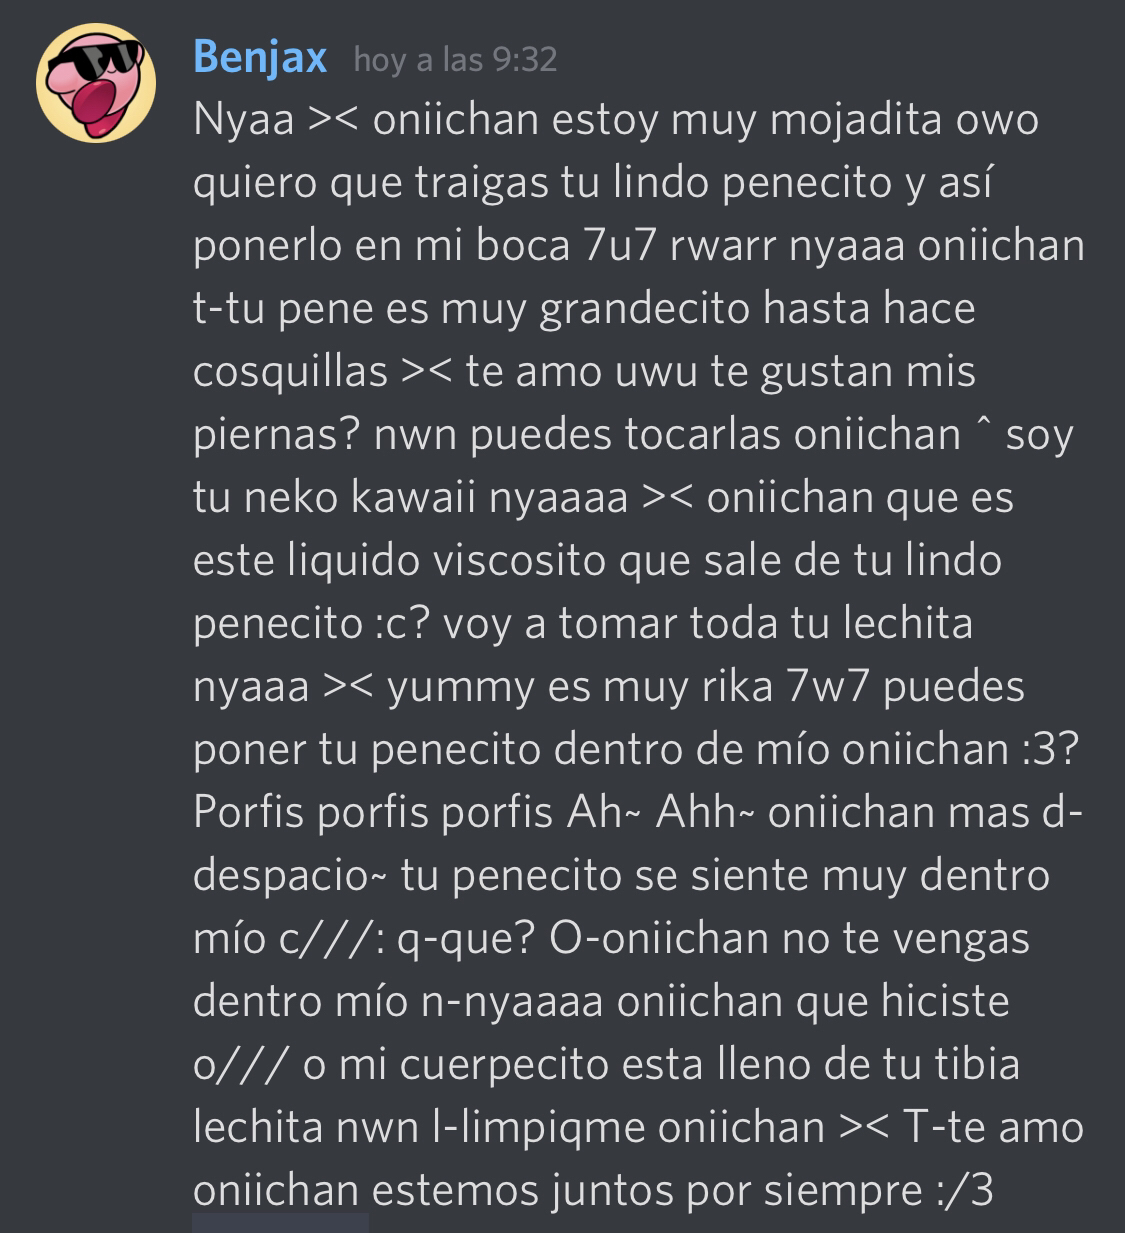 Benjax hoy a las 9:32
Nyaa >< oniichan estoy muy mojadita owo
quiero que traigas tu lindo penecito y así
ponerlo en mi boca 7u7 rwarr nyaaa oniichan
t-tu pene es muy grandecito hasta hace
cosquillas >< te amo uwu te gustan mis
piernas? nwn puedes tocarlas oniichan ˆ soy
tu neko kawaii nyaaaa >< oniichan que es
este liquido viscosito que sale de tu lindo
penecito :c? voy a tomar toda tu lechita
nyaaa >< yummy es muy rika 7w7 puedes
poner tu penecito dentro de mío oniichan :3?
Porfis porfis porfis Ah~ Ahh~ oniichan mas d-
despacio~ tu penecito se siente muy dentro
mío c///: q-que? O-oniichan no te vengas
dentro mío n-nyaaaa oniichan que hiciste
o/// o mi cuerpecito esta lleno de tu tibia
lechita nwn l-limpiqme oniichan >< T-te amo
oniichan estemos juntos por siempre :/3